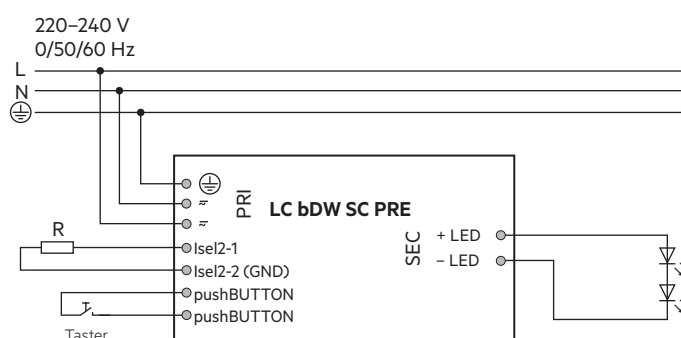 220–240 V
0/50/60 Hz
L
N
PRI
LC bDW SC PRE
R
Isel2-1
Isel2-2 (GND)
pushBUTTON
pushBUTTON
Taster
SEC
+ LED
– LED